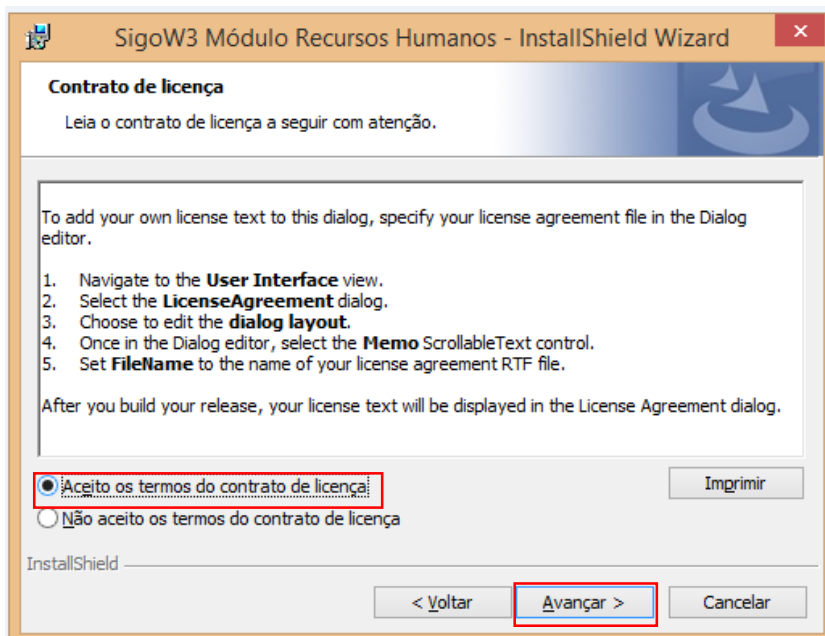 SigoW3 Módulo Recursos Humanos - InstallShield Wizard
Contrato de licença
Leia o contrato de licença a seguir com atenção.
To add your own license text to this dialog, specify your license agreement file in the Dialog
editor.
1. Navigate to the User Interface view.
2. Select the LicenseAgreement dialog.
3. Choose to edit the dialog layout.
4. Once in the Dialog editor, select the Memo ScrollableText control.
5. Set FileName to the name of your license agreement RTF file.
After you build your release, your license text will be displayed in the License Agreement dialog.
Aceito os termos do contrato de licença
Imprimir
Não aceito os termos do contrato de licença
InstallShield
< Voltar
Avançar >
Cancelar